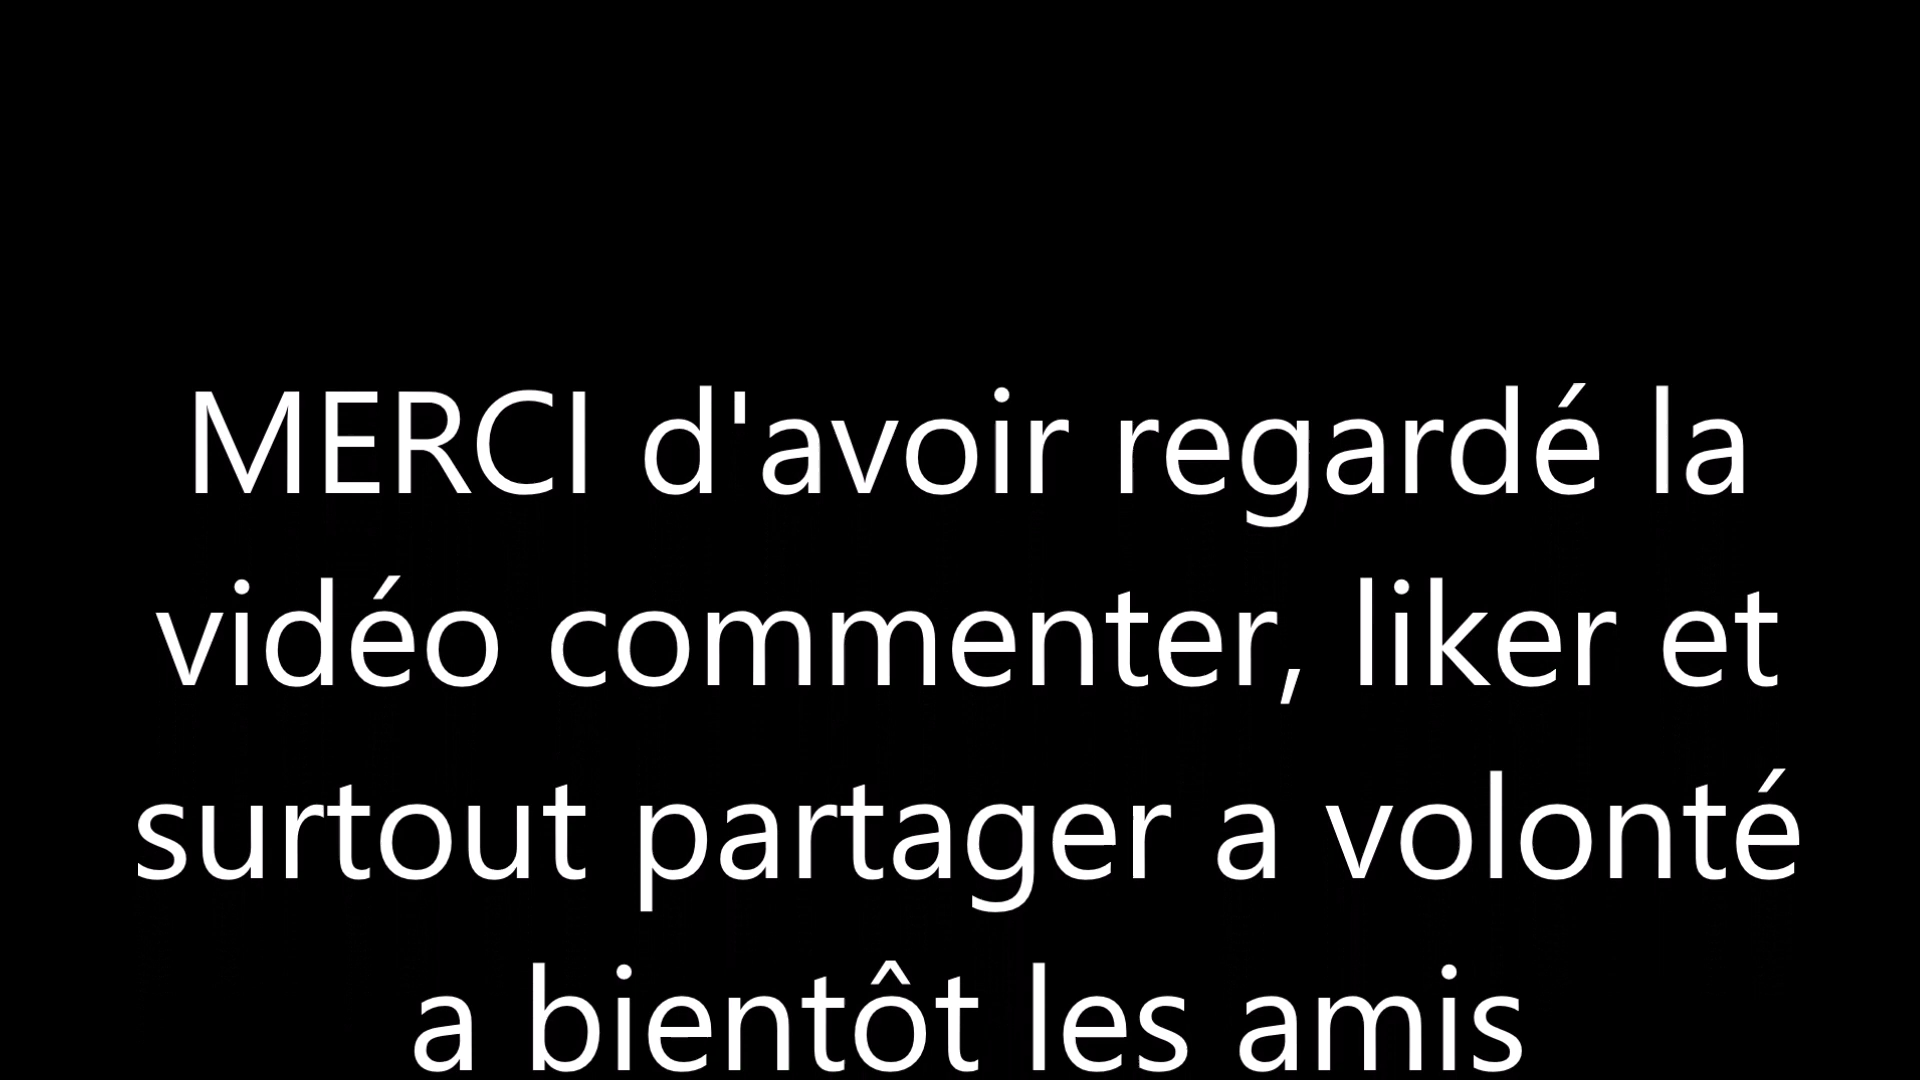 MERCI d'avoir regardé la
vidéo commenter, liker et
surtout partager a volonté
a bientôt les amis